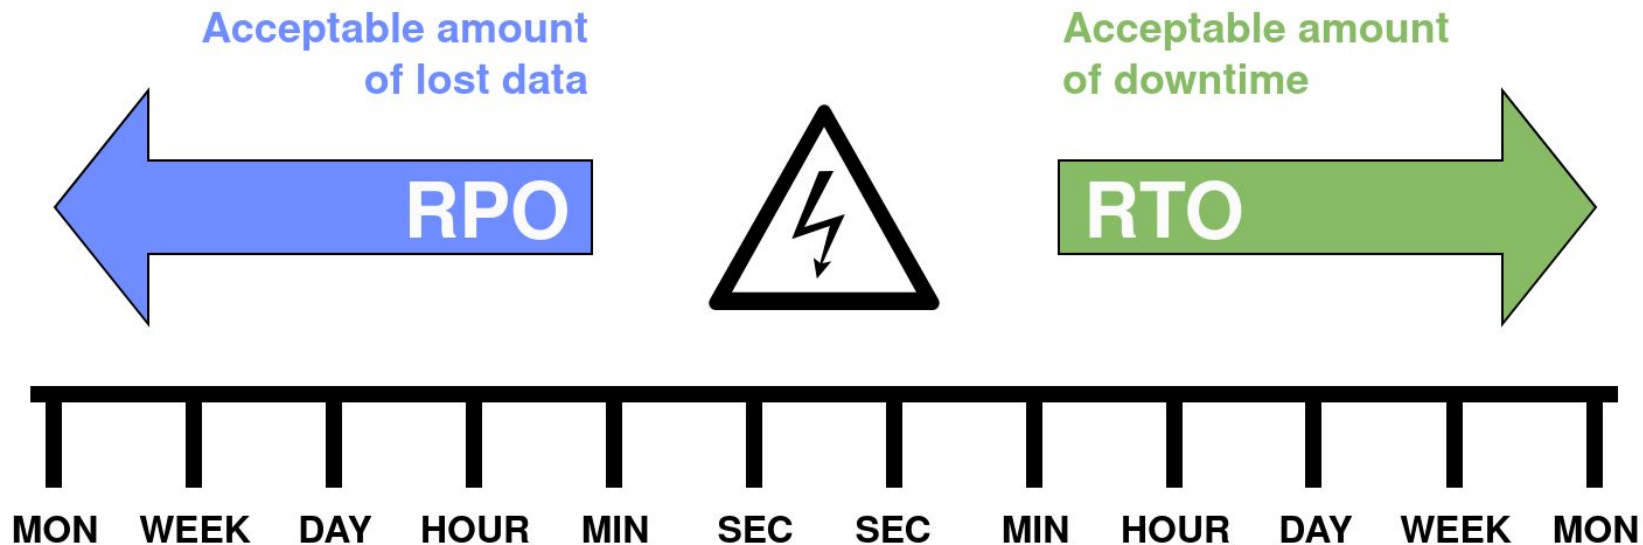 Acceptable amount
of lost data
Acceptable amount
of downtime
RPO
RTO
MON WEEK DAY HOUR MIN SEC SEC MIN HOUR DAY WEEK MON